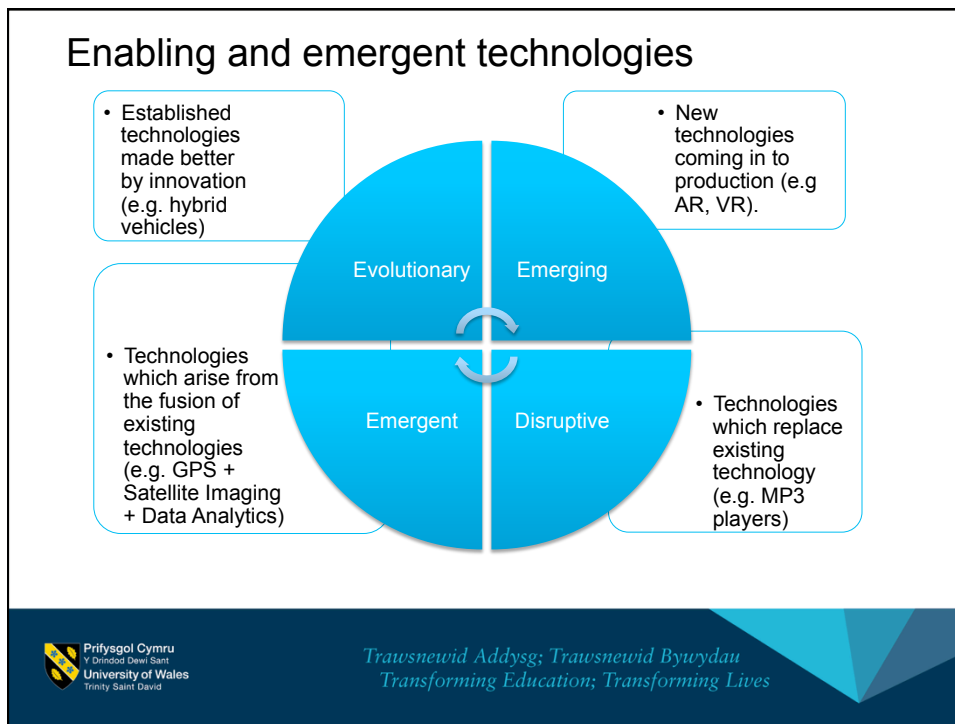 Enabling and emergent technologies
• Established
technologies
made better
by innovation
(e.g. hybrid
vehicles)
• New
technologies
coming in to
production (e.g
AR, VR).
Evolutionary
Emerging
• Technologies
which arise from
the fusion of
existing
technologies
(e.g. GPS +
Satellite Imaging
+ Data Analytics)
Emergent
Disruptive
• Technologies
which replace
existing
technology
(e.g. MP3
players)
Prifysgol Cymru
Y Drindod Dewi Sant
University of Wales
Trinity Saint David
Trawsnewid Addysg; Trawsnewid Bywydau
Transforming Education; Transforming Lives